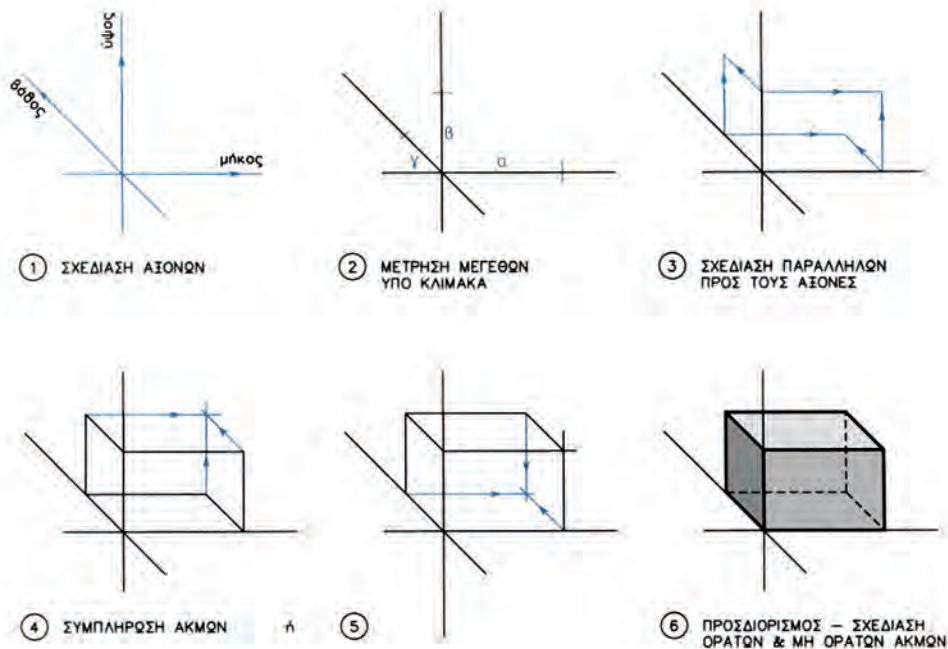 ύψος
βάθος
μήκος
① ΣΧΕΔΙΑΣΗ ΑΞΟΝΩΝ
β
γ
α
② ΜΕΤΡΗΣΗ ΜΕΓΕΘΩΝ
ΥΠΟ ΚΛΙΜΑΚΑ
③ ΣΧΕΔΙΑΣΗ ΠΑΡΑΛΛΗΛΩΝ
ΠΡΟΣ ΤΟΥΣ ΑΞΟΝΕΣ
④ ΣΥΜΠΛΗΡΩΣΗ ΑΚΜΩΝ ή
⑤
⑥ ΠΡΟΣΔΙΟΡΙΣΜΟΣ – ΣΧΕΔΙΑΣΗ
ΟΡΑΤΩΝ & ΜΗ ΟΡΑΤΩΝ ΑΚΜΩΝ